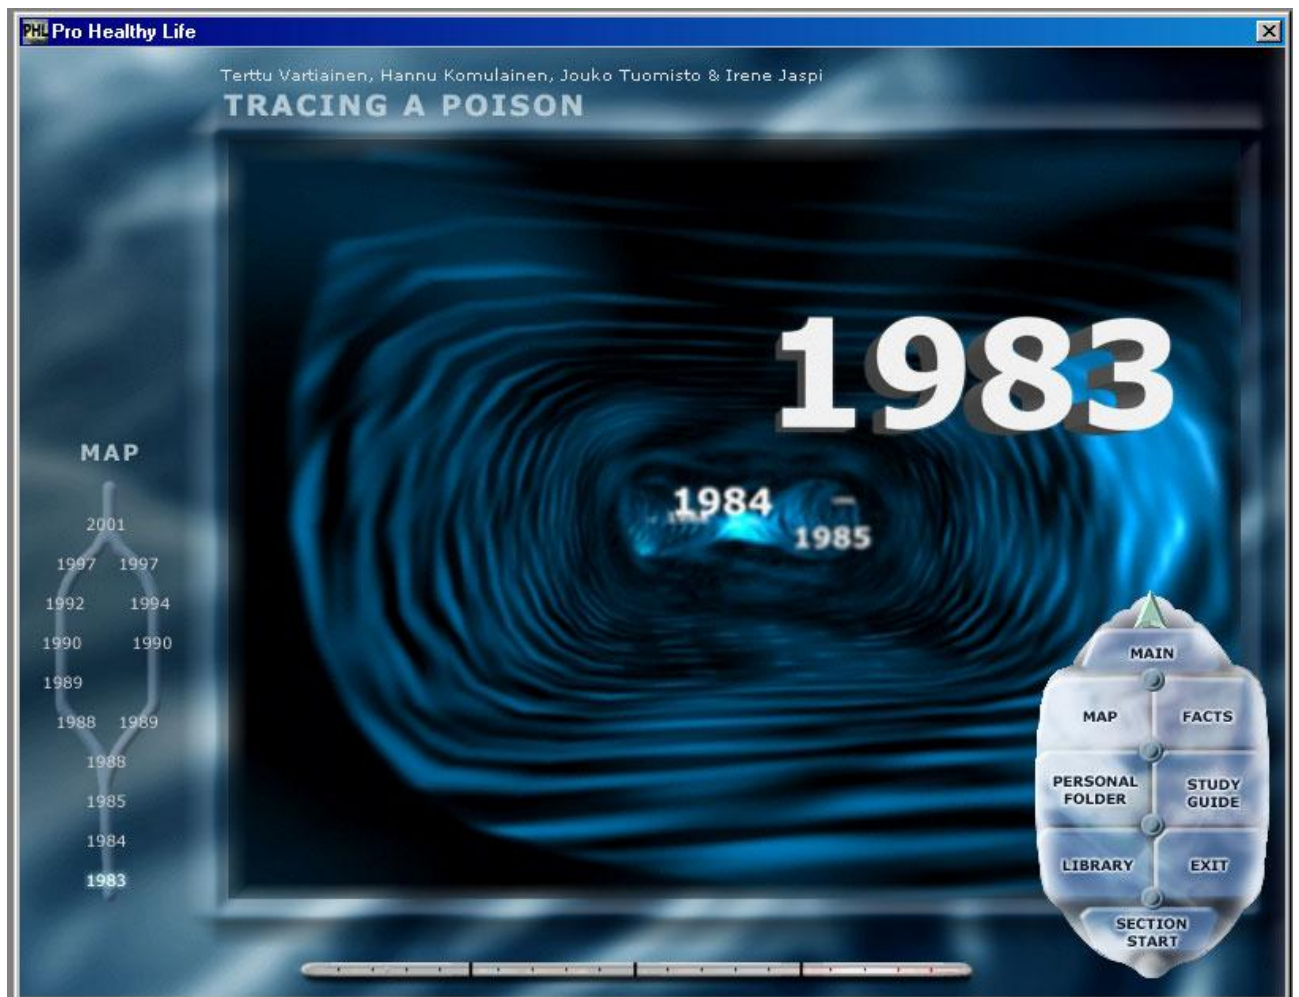 PHL Pro Healthy Life
Terttu Vartiainen, Hannu Komulainen, Jouko Tuomisto & Irene Jaspi
TRACING A POISON
1983
1984
1985
MAP
2001
1997 1997
1992 1994
1990 1990
1989
1988 1989
1988
1985
1984
1983
MAIN
MAP FACTS
PERSONAL
FOLDER
STUDY
GUIDE
LIBRARY EXIT
SECTION
START